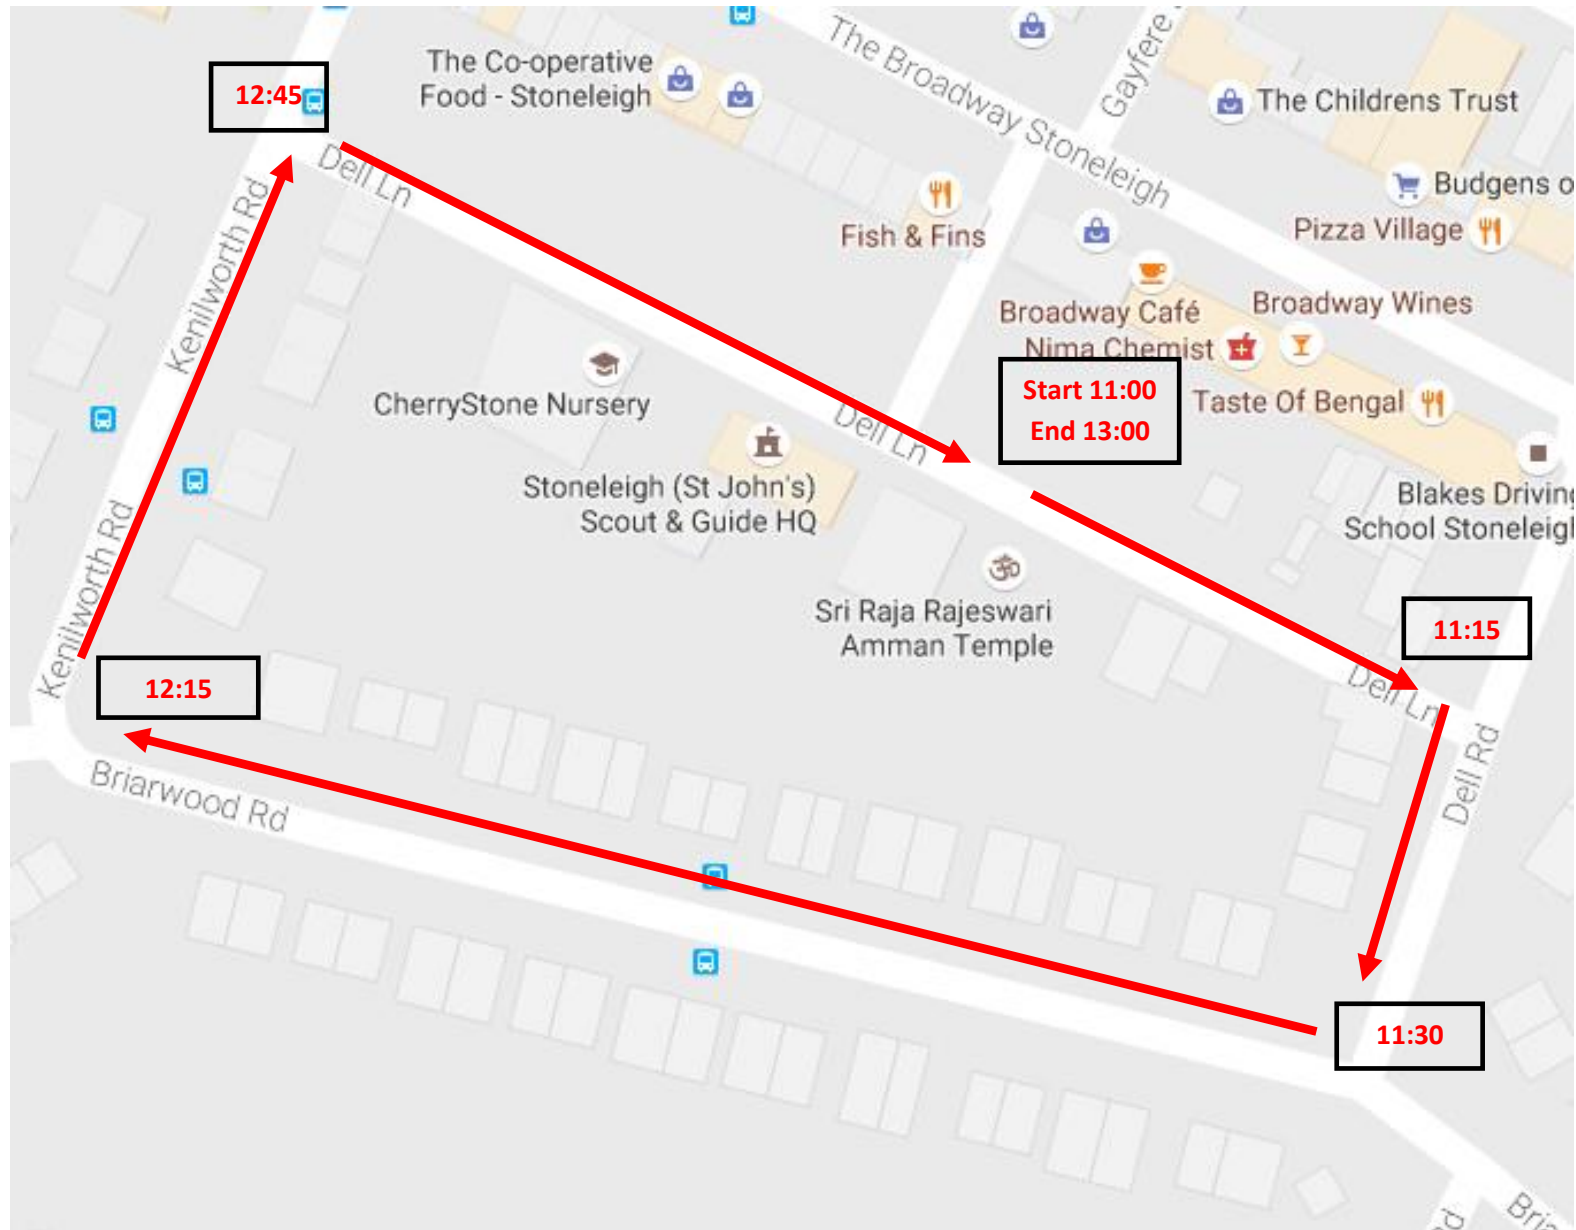 The Co-operative
Food - Stoneleigh
12:45
Dell Ln
The Broadway Stoneleigh
Gayfere
The Childrens Trust
Budgens o
Pizza Village
Fish & Fins
Broadway Café
Broadway Wines
Nima Chemist
Start 11:00
End 13:00
Taste Of Bengal
Kenilworth Rd
CherryStone Nursery
Dell Ln
Stoneleigh (St John's)
Scout & Guide HQ
Blakes Driving
School Stoneleigh
Kenilworth Rd
Sri Raja Rajeswari
Amman Temple
11:15
12:15
Dell Ln
Dell Rd
Briarwood Rd
11:30